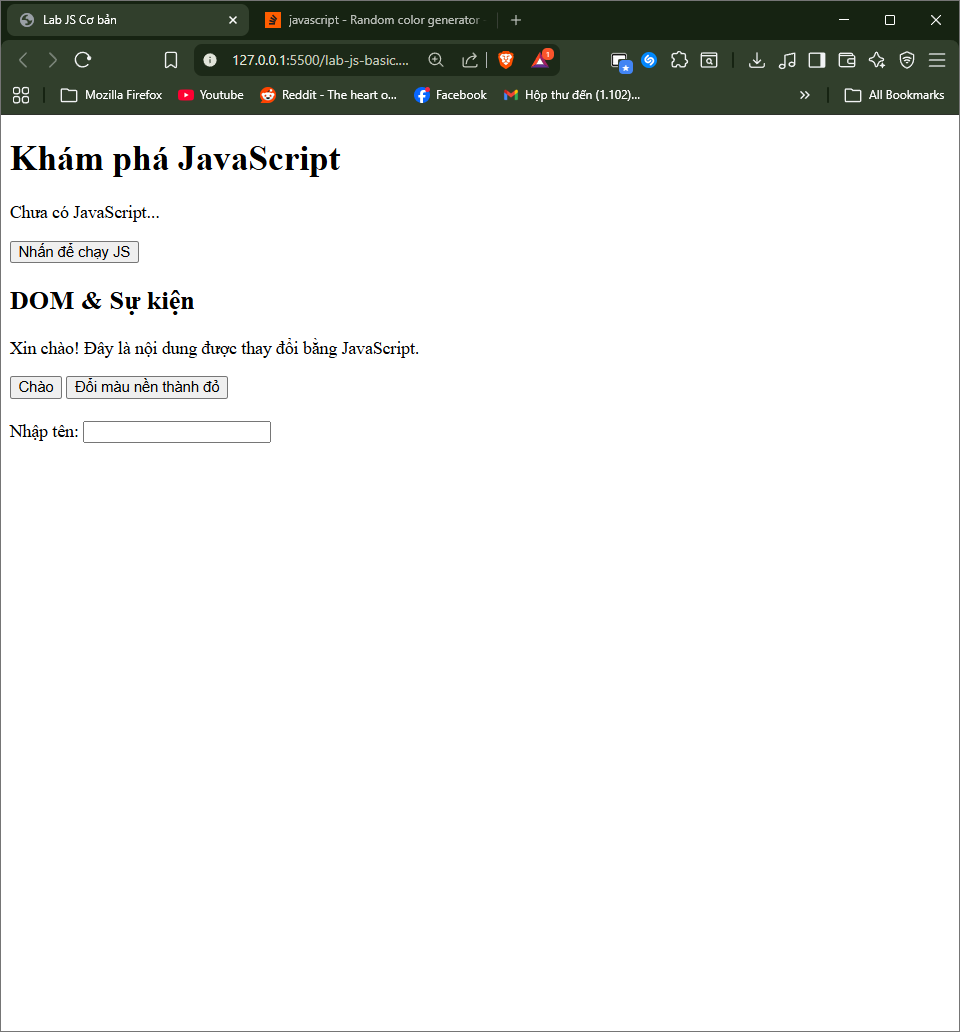 Lab JS Cơ bản
javascript - Random color generator
127.0.0.1:5500/lab-js-basic....
1
Mozilla Firefox
Youtube
Reddit - The heart o...
Facebook
Hộp thư đến (1.102)...
All Bookmarks
Khám phá JavaScript
Chưa có JavaScript...
Nhấn để chạy JS
DOM & Sự kiện
Xin chào! Đây là nội dung được thay đổi bằng JavaScript.
Chào Đổi màu nền thành đỏ
Nhập tên: